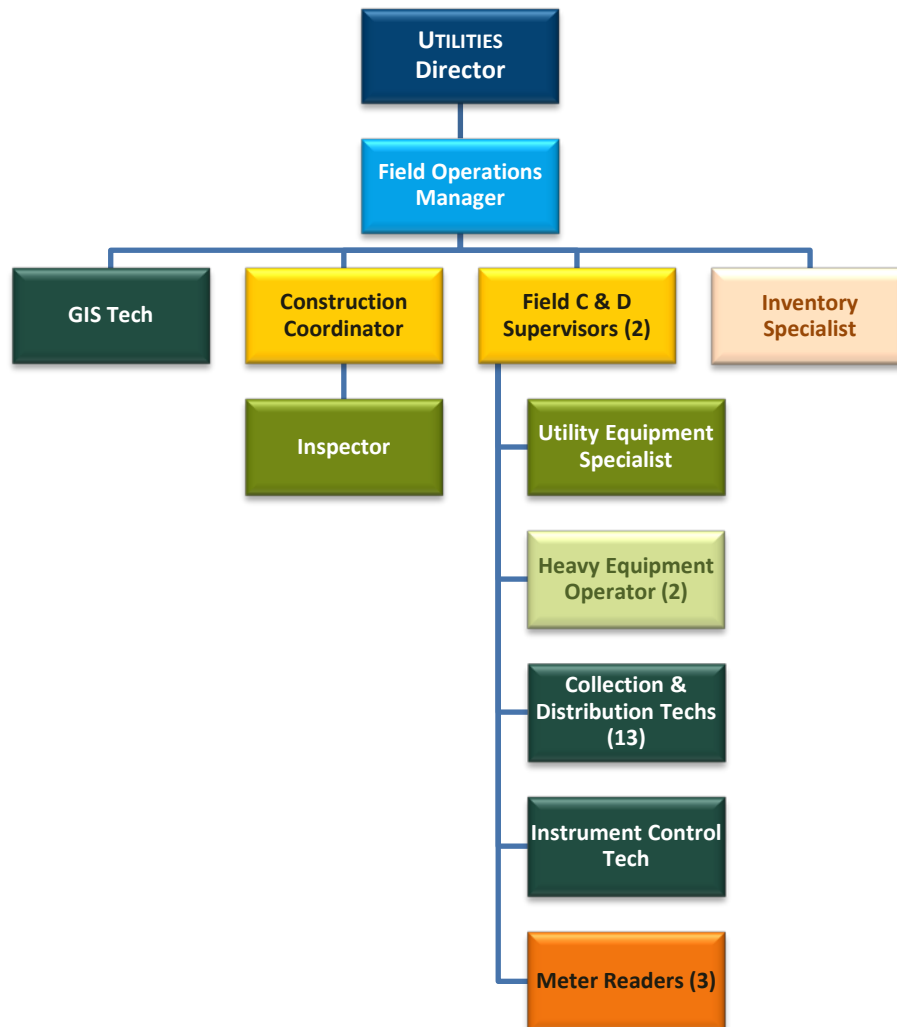 UTILITIES
Director
Field Operations
Manager
GIS Tech
Construction
Coordinator
Field C & D
Supervisors (2)
Inventory
Specialist
Inspector
Utility Equipment
Specialist
Heavy Equipment
Operator (2)
Collection &
Distribution Techs
(13)
Instrument Control
Tech
Meter Readers (3)